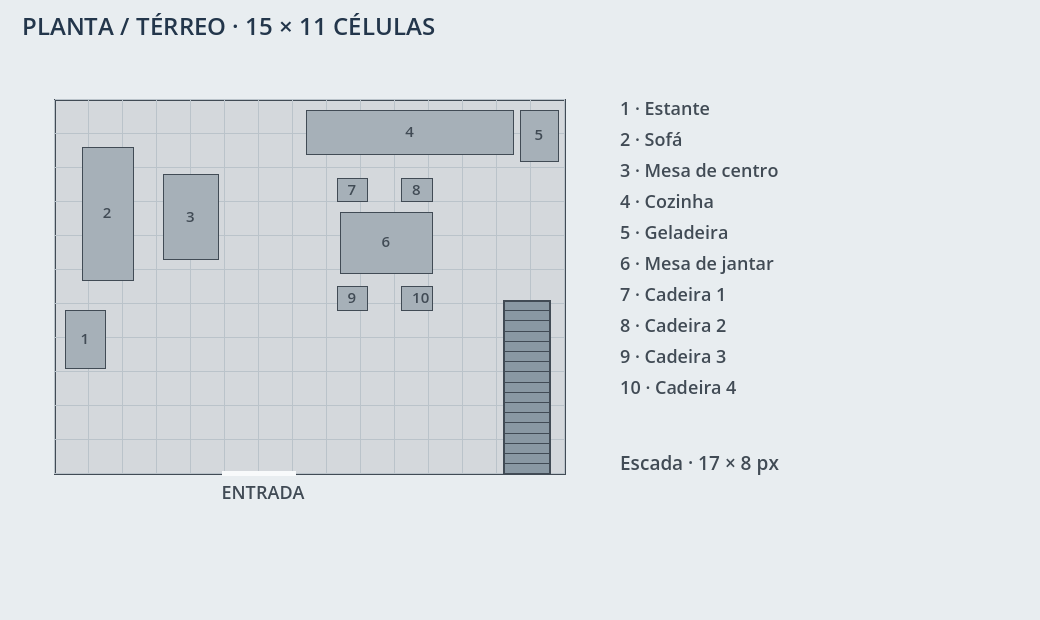 PLANTA / TÉRREO · 15 × 11 CÉLULAS
4
5
7
8
2
3
6
9
10
1
ENTRADA
1 · Estante
2 · Sofá
3 · Mesa de centro
4 · Cozinha
5 · Geladeira
6 · Mesa de jantar
7 · Cadeira 1
8 · Cadeira 2
9 · Cadeira 3
10 · Cadeira 4
Escada · 17 × 8 px